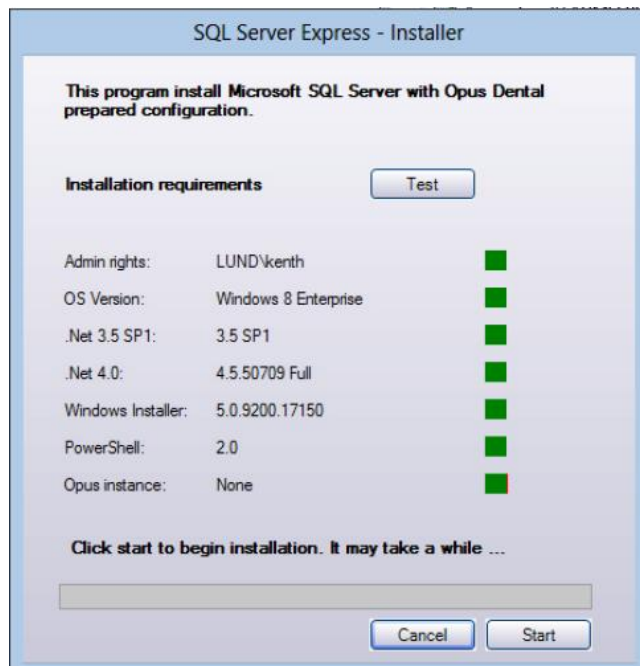 SQL Server Express - Installer
This program install Microsoft SQL Server with Opus Dental
prepared configuration.
Installation requirements Test
Admin rights: LUND\kenth
OS Version: Windows 8 Enterprise
.Net 3.5 SP1: 3.5 SP1
.Net 4.0: 4.5.50709 Full
Windows Installer: 5.0.9200.17150
PowerShell: 2.0
Opus instance: None
Click start to begin installation. It may take a while ...
Cancel Start